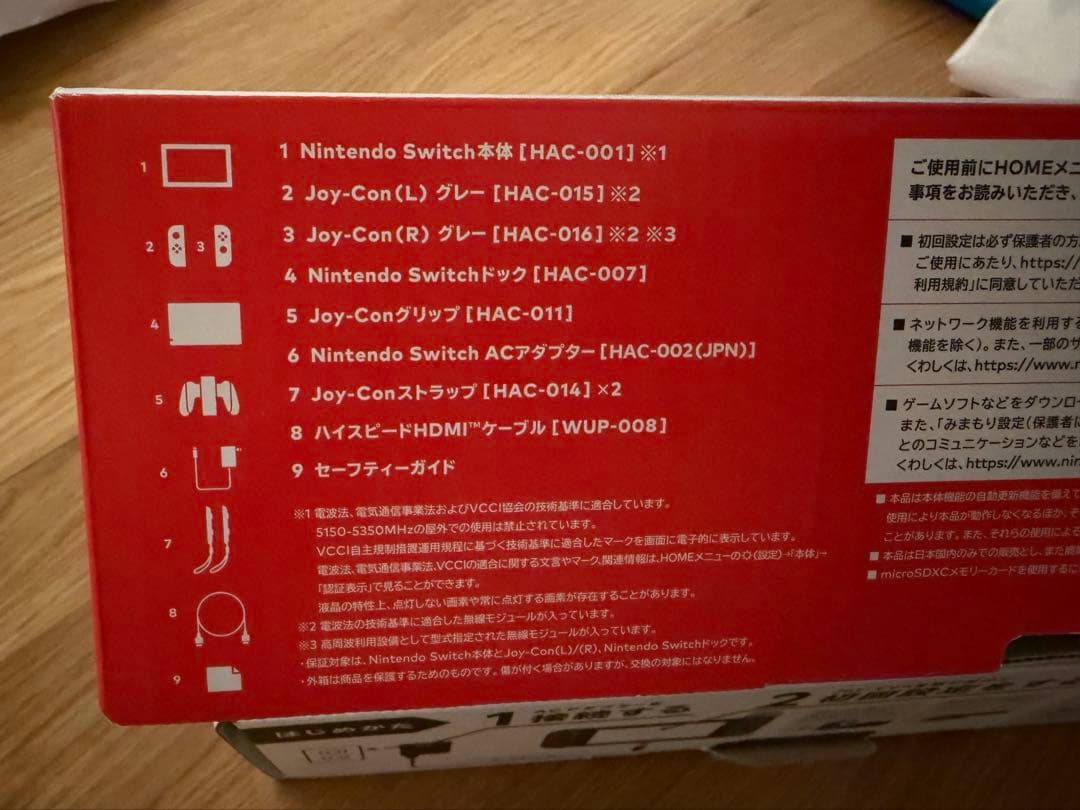 1 Nintendo Switch本体[HAC-001]※1
2 Joy-Con(L) グレー[HAC-015]※2
3 Joy-Con(R) グレー[HAC-016]※2 ※3
4 Nintendo Switchドック[HAC-007]
5 Joy-Conグリップ[HAC-011]
6 Nintendo Switch ACアダプター[HAC-002(JPN)]
7 Joy-Conストラップ[HAC-014]×2
8 ハイスピードHDMI™ケーブル[WUP-008]
9 セーフティーガイド
1
2 3
4
5
6
7
8
9
※1 電波法、電気通信事業法およびVCCI協会の技術基準に適合しています。
5150-5350MHzの屋外での使用は禁止されています。
VCCI自主規制措置運用規程に基づく技術基準に適合したマークを画面に電子的に表示しています。
電波法、電気通信事業法、VCCIの適合に関する文言やマーク、関連情報は、HOMEメニューの(設定)→「本体」→
「認証表示」で見ることができます。
液晶の特性上、点灯しない画素や常に点灯する画素が存在することがあります。
※2 電波法の技術基準に適合した無線モジュールが入っています。
※3 高周波利用設備として型式指定された無線モジュールが入っています。
・保証対象は、Nintendo Switch本体とJoy-Con(L)/(R)、Nintendo Switchドックです。
・外箱は商品を保護するためのものです。傷が付く場合がありますが、交換の対象にはなりません。
ご使用前にHOMEメニ
事項をお読みいただき、
■ 初回設定は必ず保護者の方
ご使用にあたり、https://
利用規約」に同意していただ
■ ネットワーク機能を利用する
機能を除く)。また、一部のサ
くわしくは、https://www.n
■ ゲームソフトなどをダウンロー
また、「みまもり設定(保護者に
とのコミュニケーションなどを
くわしくは、https://www.nin
■ 本品は本体機能の自動更新機能を備えて
使用により本品が動作しなくなるほか、そ
ことがあります。また、それらの使用による
■ 本品は日本国内のみでの販売とし、また
■ microSDXCメモリーカードを使用するに
はじめかた
1 接続する
2 初回設定をす